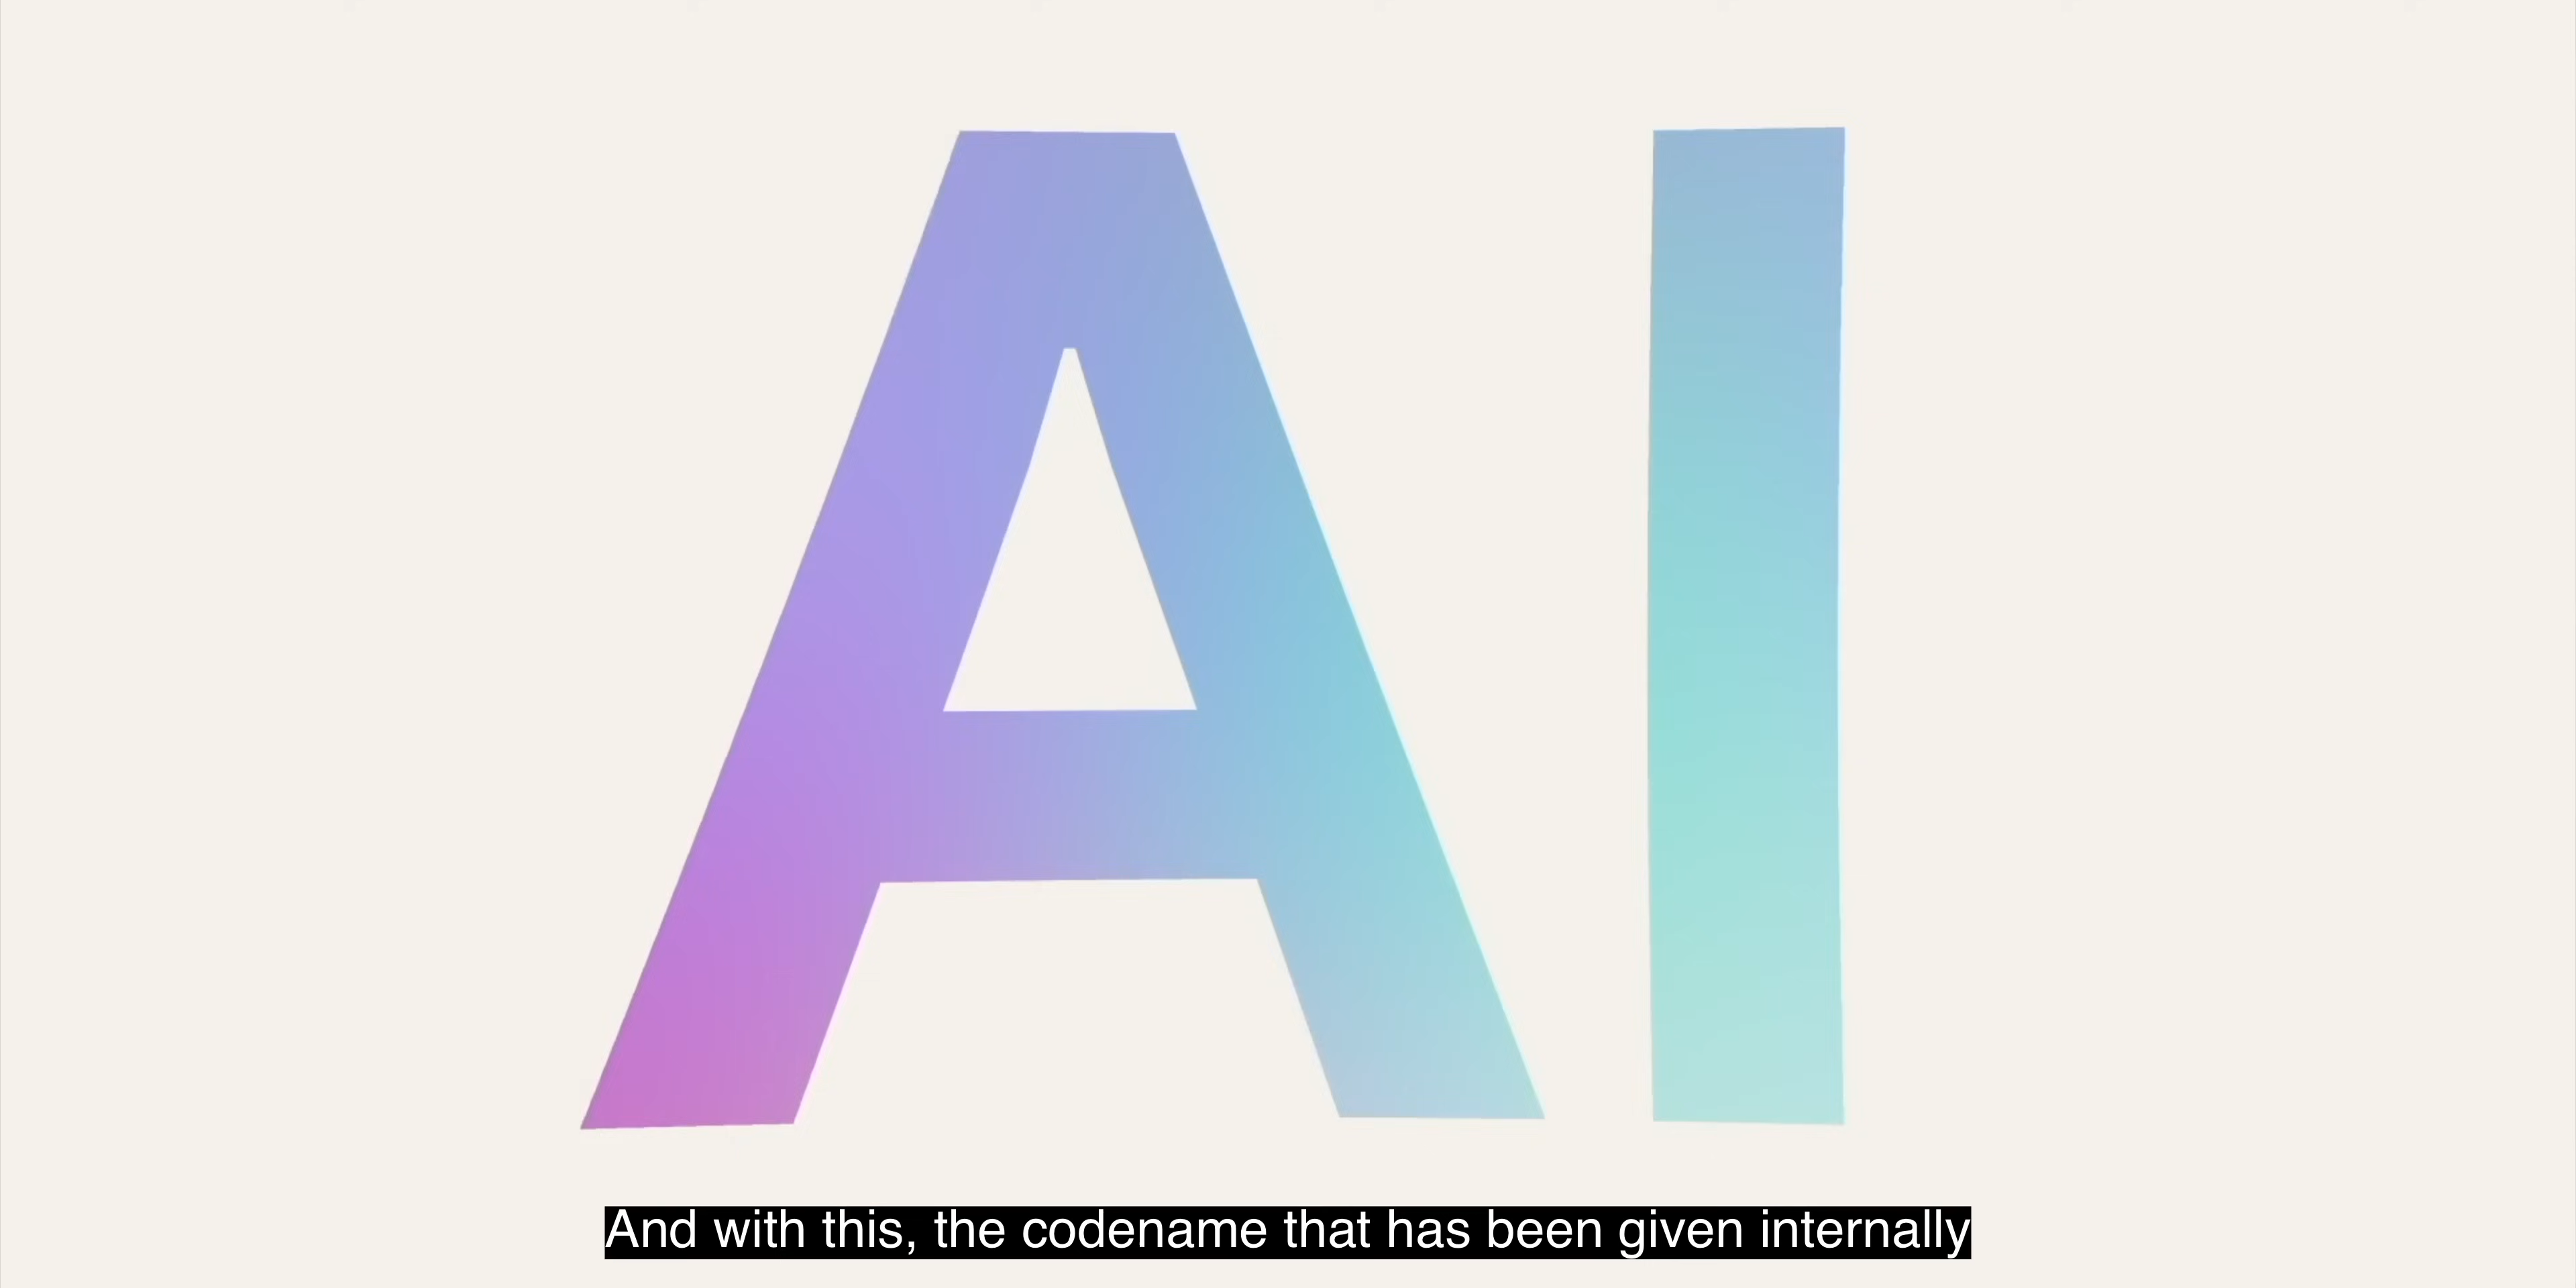 AI
And with this, the codename that has been given internally